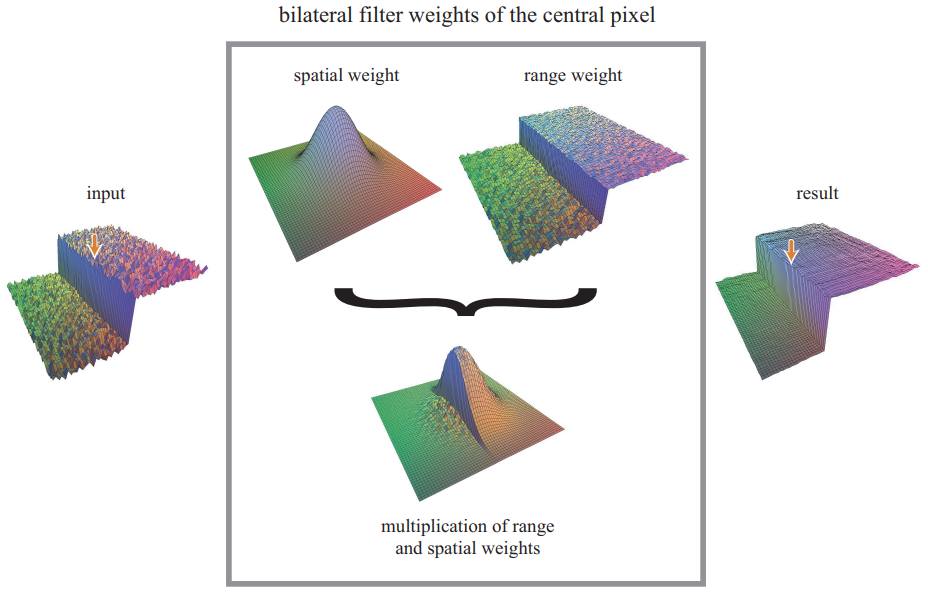 bilateral filter weights of the central pixel
spatial weight
range weight
input
result
multiplication of range
and spatial weights